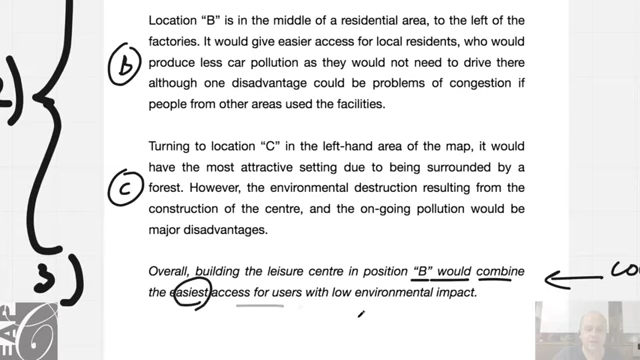 Location “B” is in the middle of a residential area, to the left of the
factories. It would give easier access for local residents, who would
b
produce less car pollution as they would not need to drive there
although one disadvantage could be problems of congestion if
people from other areas used the facilities.
Turning to location “C” in the left-hand area of the map, it would
have the most attractive setting due to being surrounded by a
c
forest. However, the environmental destruction resulting from the
construction of the centre, and the on-going pollution would be
major disadvantages.
3)
Overall, building the leisure centre in position “B” would combine
the easiest access for users with low environmental impact.
EAP